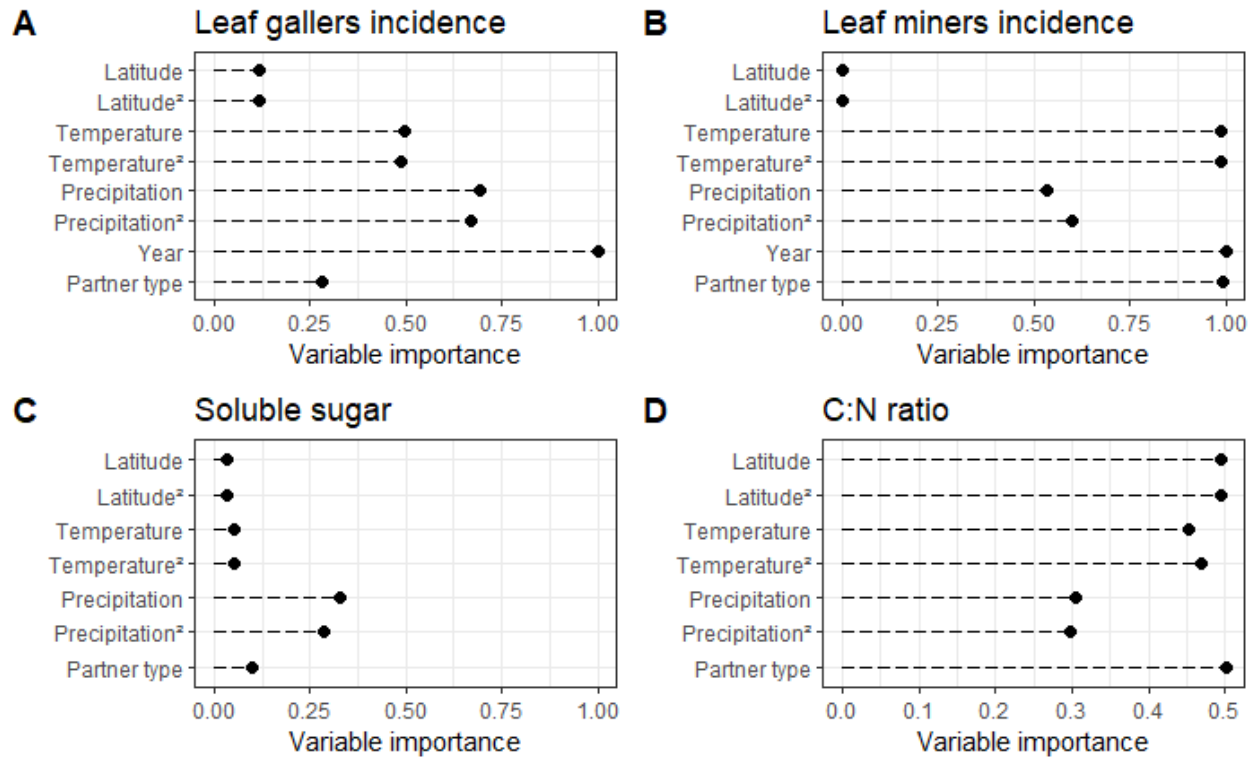 A Leaf gallers incidence
Latitude
Latitude²
Temperature
Temperature²
Precipitation
Precipitation²
Year
Partner type
0.00 0.25 0.50 0.75 1.00
Variable importance
B Leaf miners incidence
Latitude
Latitude²
Temperature
Temperature²
Precipitation
Precipitation²
Year
Partner type
0.00 0.25 0.50 0.75 1.00
Variable importance
C Soluble sugar
Latitude
Latitude²
Temperature
Temperature²
Precipitation
Precipitation²
Partner type
0.00 0.25 0.50 0.75 1.00
Variable importance
D C:N ratio
Latitude
Latitude²
Temperature
Temperature²
Precipitation
Precipitation²
Partner type
0.0 0.1 0.2 0.3 0.4 0.5
Variable importance